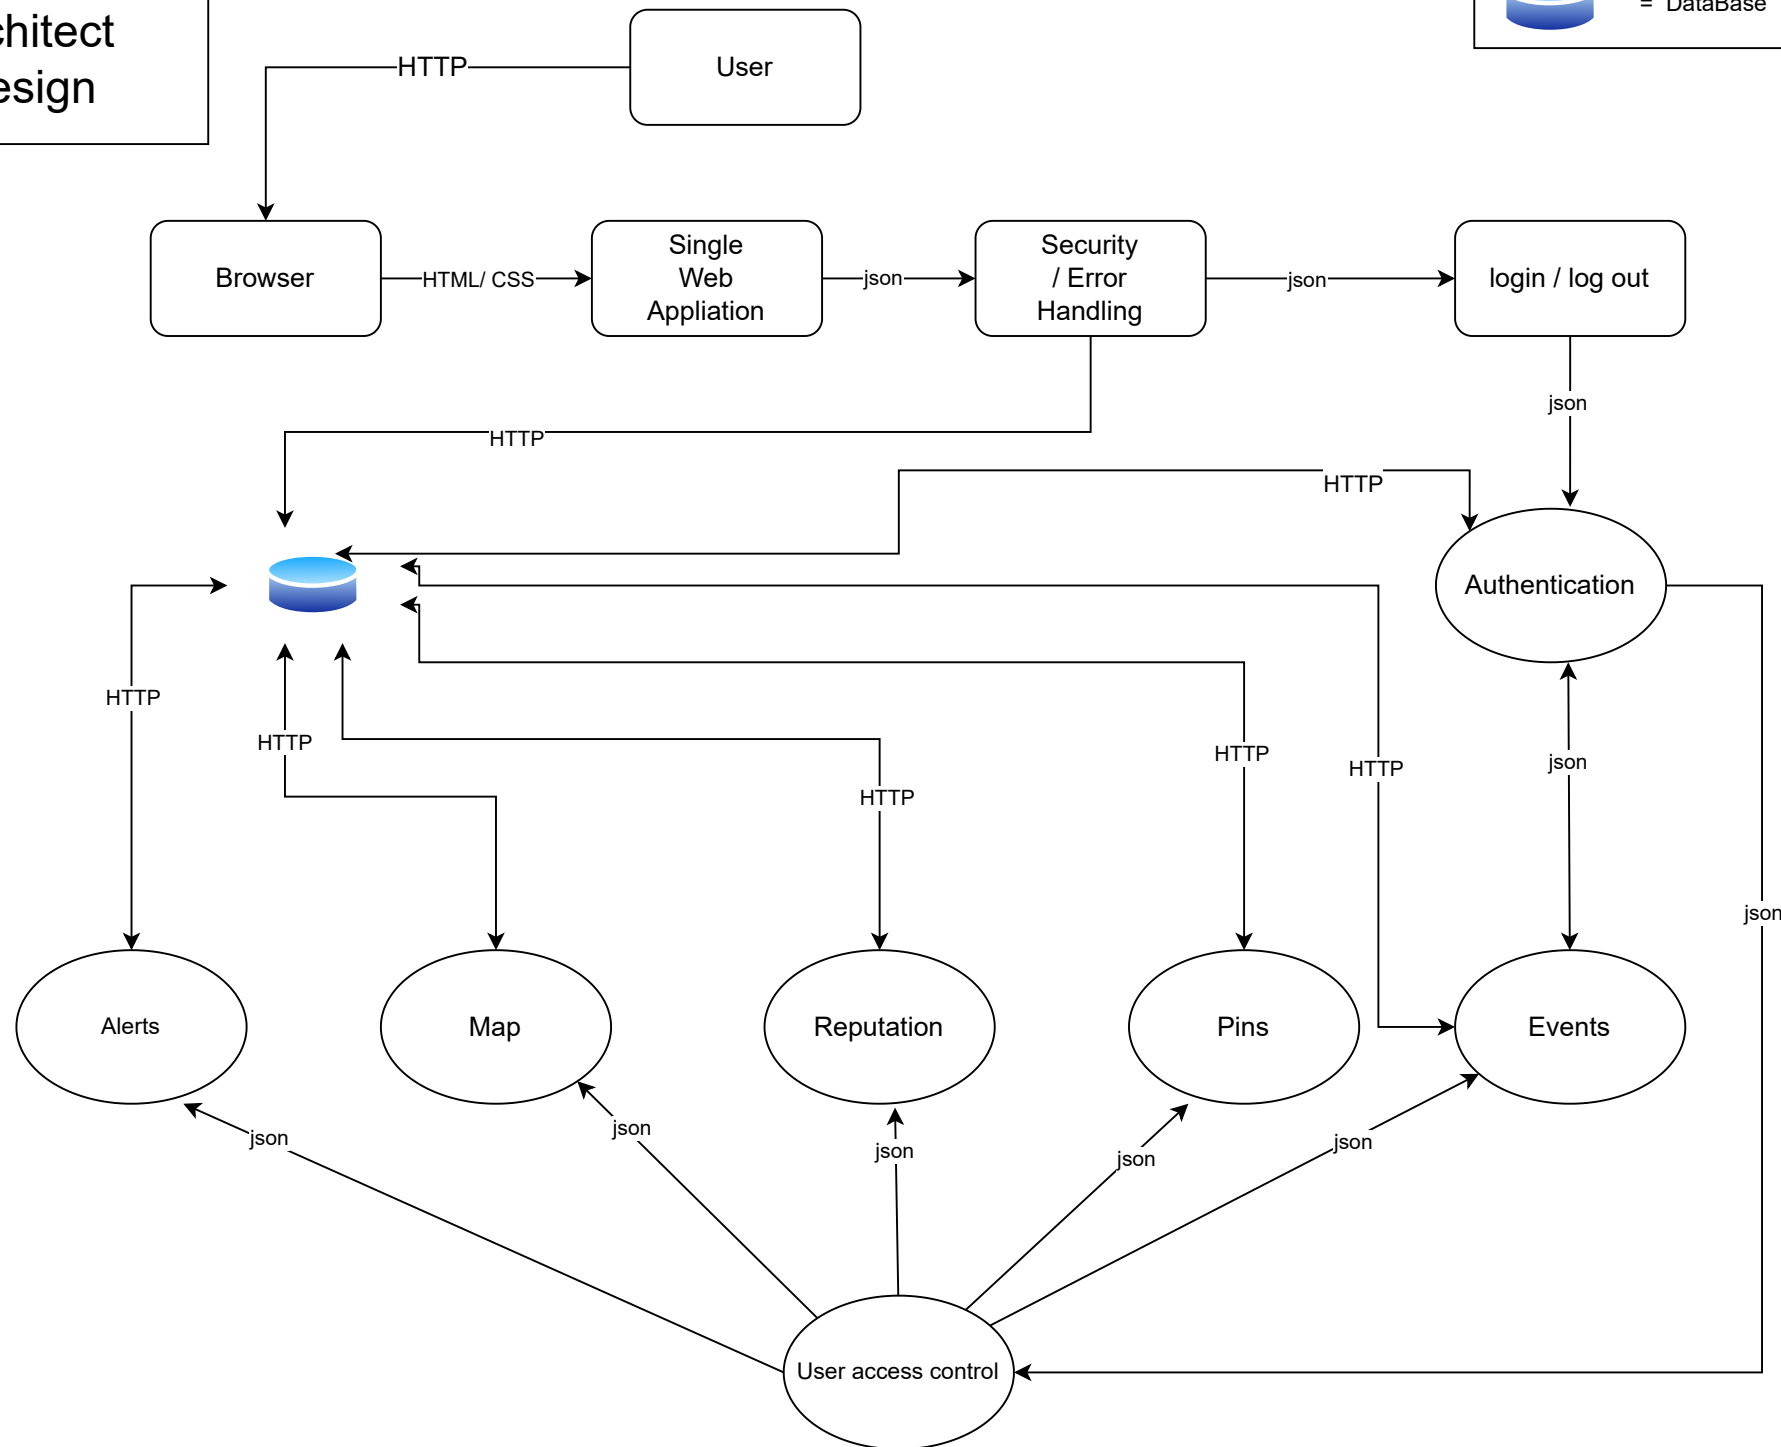 chitect
esign
= DataBase
User
HTTP
Browser
HTML/ CSS
Single
Web
Appliation
json
Security
/ Error
Handling
json
login / log out
json
HTTP
HTTP
Authentication
HTTP
HTTP
HTTP
HTTP
HTTP
json
json
Alerts
Map
Reputation
Pins
Events
json
json
json
json
json
User access control